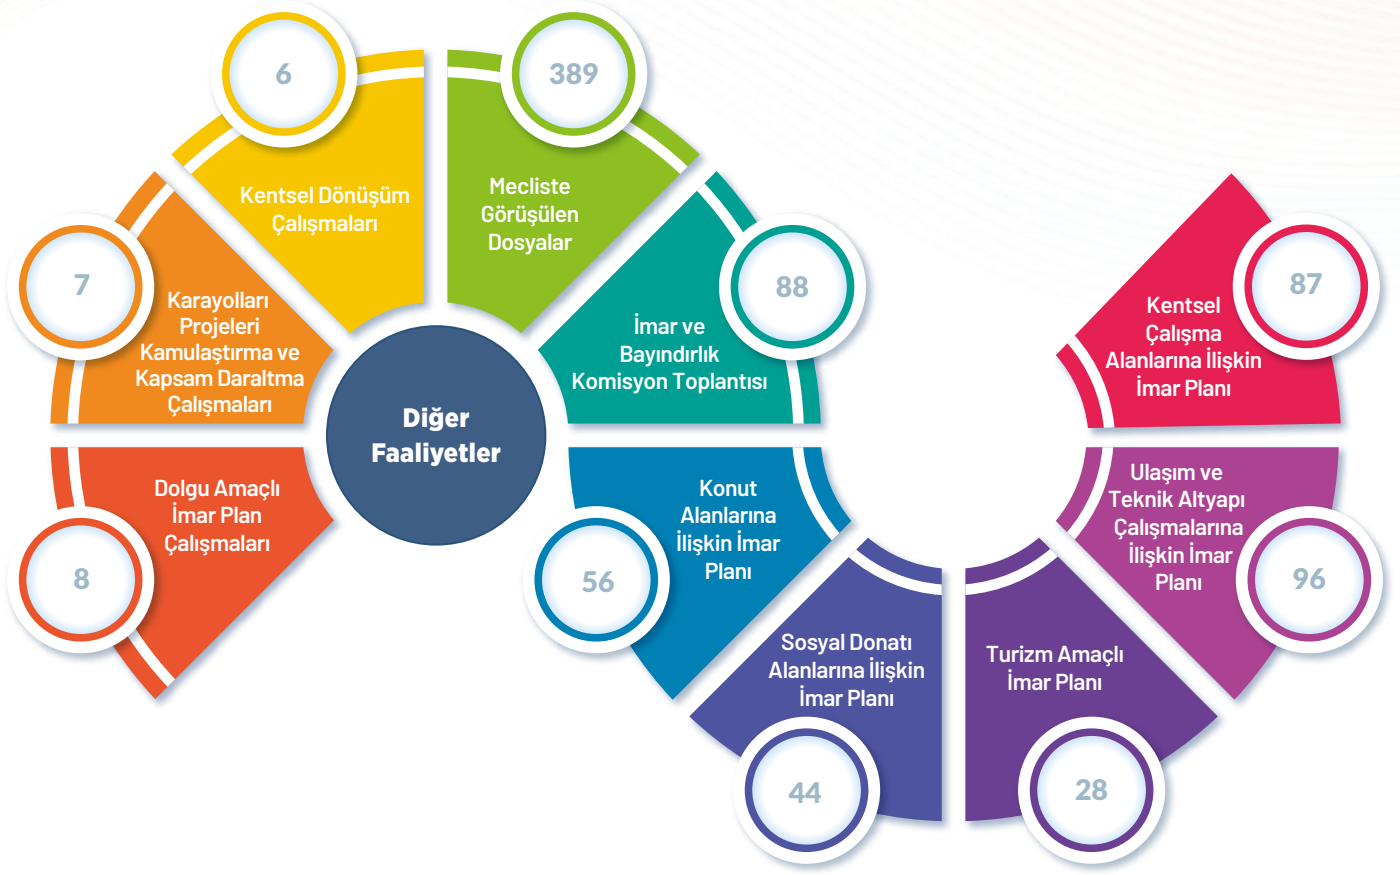 Diğer
Faaliyetler
8
Dolgu Amaçlı
İmar Plan
Çalışmaları
7
Karayolları
Projeleri
Kamulaştırma ve
Kapsam Daraltma
Çalışmaları
6
Kentsel Dönüşüm
Çalışmaları
389
Mecliste
Görüşülen
Dosyalar
88
İmar ve
Bayındırlık
Komisyon Toplantısı
56
Konut
Alanlarına
İlişkin İmar
Planı
44
Sosyal Donatı
Alanlarına İlişkin
İmar Planı
28
Turizm Amaçlı
İmar Planı
96
Ulaşım ve
Teknik Altyapı
Çalışmalarına
İlişkin İmar
Planı
87
Kentsel
Çalışma
Alanlarına İlişkin
İmar Planı